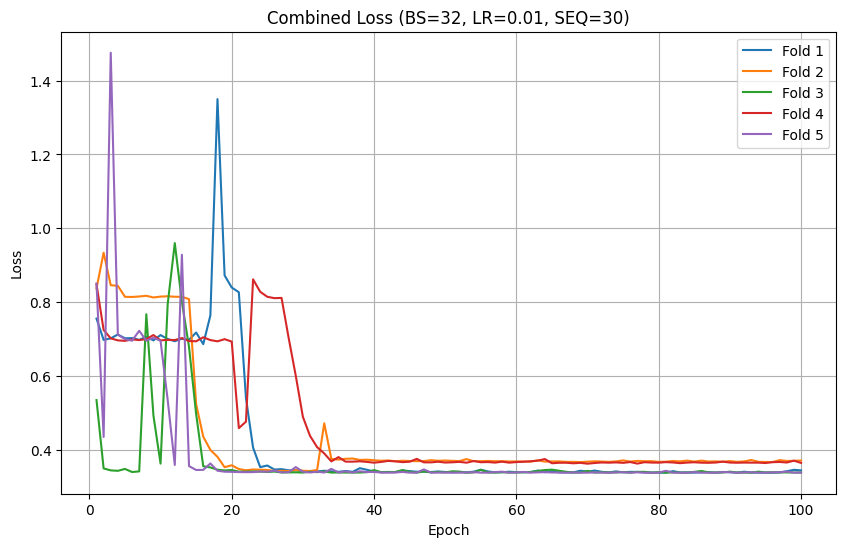 Combined Loss (BS=32, LR=0.01, SEQ=30)
Fold 1
Fold 2
Fold 3
Fold 4
Fold 5
Loss
1.4
1.2
1.0
0.8
0.6
0.4
0 20 40 60 80 100
Epoch